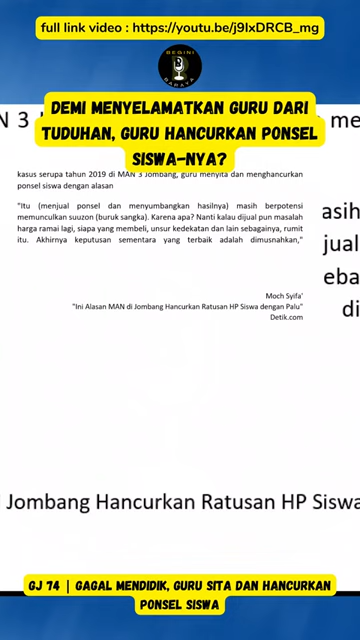 full link video : https://youtu.be/j9IxDRCB_mg
BEGINI
BARAYA
DEMI MENYELAMATKAN GURU DARI
TUDUHAN, GURU HANCURKAN PONSEL
SISWA-NYA?
N 3
me
kasus serupa tahun 2019 di MAN 3 Jombang, guru menyita dan menghancurkan
ponsel siswa dengan alasan
"Itu (menjual ponsel dan menyumbangkan hasilnya) masih berpotensi
memunculkan suuzon (buruk sangka). Karena apa? Nanti kalau dijual pun masalah
harga ramai lagi, siapa yang membeli, unsur kedekatan dan lain sebagainya, rumit
itu. Akhirnya keputusan sementara yang terbaik adalah dimusnahkan,"
asih
jual
eba
di
Moch Syifa'
"Ini Alasan MAN di Jombang Hancurkan Ratusan HP Siswa dengan Palu"
Detik.com
Jombang Hancurkan Ratusan HP Siswa
GJ 74 | GAGAL MENDIDIK, GURU SITA DAN HANCURKAN
PONSEL SISWA